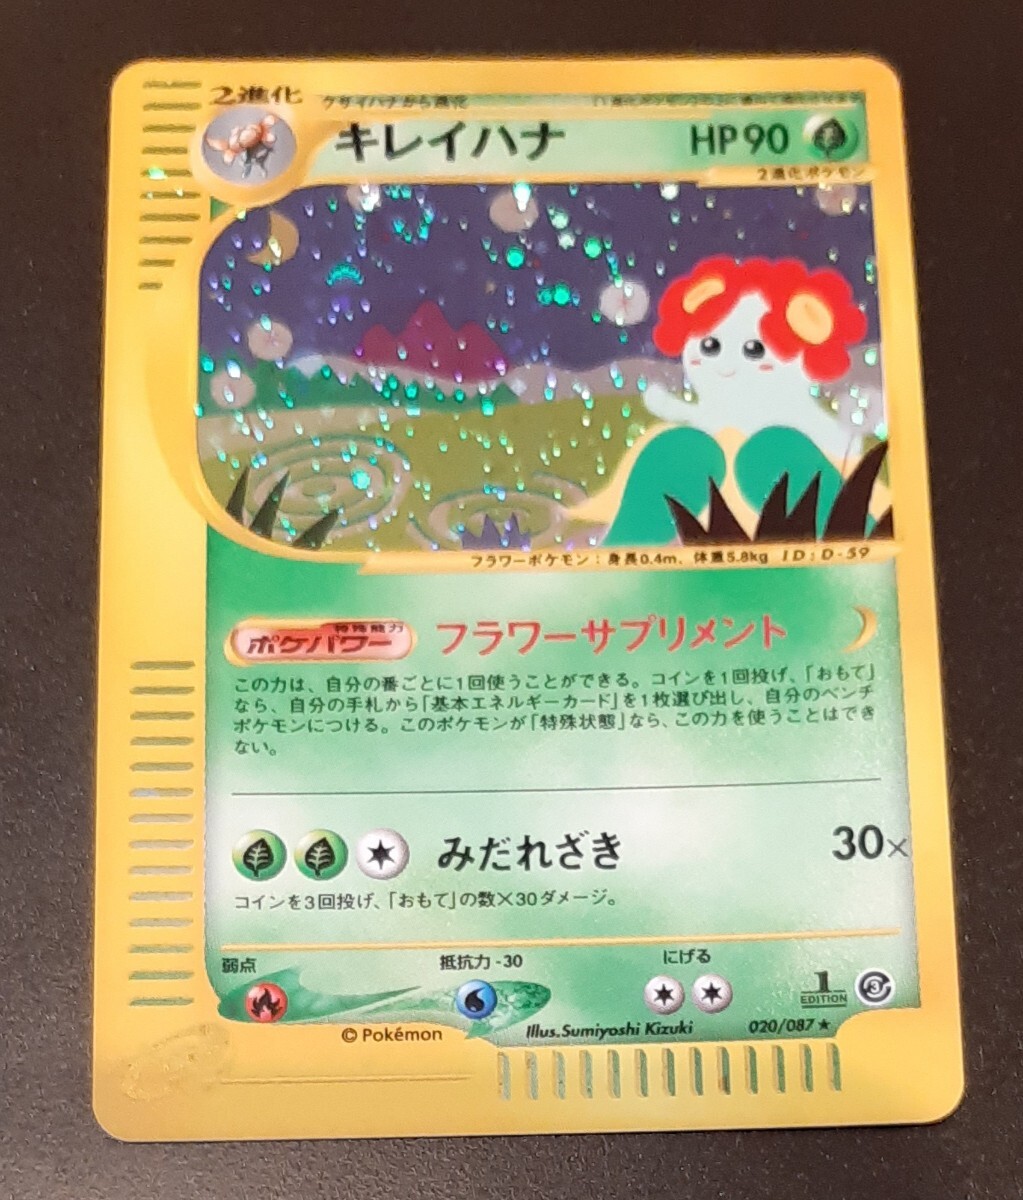 2進化 クサイハナから進化
キレイハナ HP90
2進化ポケモン
フラワーポケモン：身長0.4m、体重5.8kg ID：D-59
ポケパワー 特殊能力 フラワーサプリメント
この力は、自分の番ごとに1回使うことができる。コインを1回投げ、「おもて」
なら、自分の手札から「基本エネルギーカード」を1枚選び出し、自分のベンチ
ポケモンにつける。このポケモンが「特殊状態」なら、この力を使うことはでき
ない。
みだれざき 30×
コインを3回投げ、「おもて」の数×30ダメージ。
弱点 抵抗力 -30 にげる
1 EDITION 3
© Pokémon Illus.Sumiyoshi Kizuki 020/087 ★